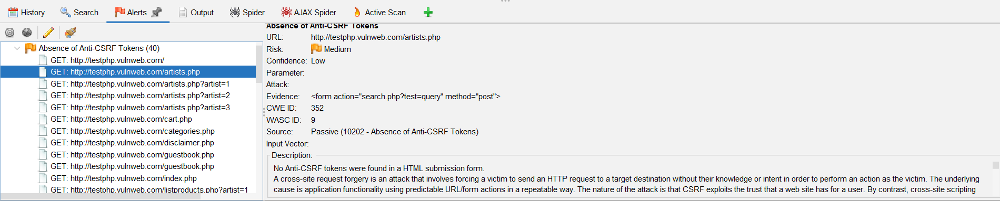 History Search Alerts Output Spider AJAX Spider Active Scan
Absence of Anti-CSRF Tokens (40)
GET: http://testphp.vulnweb.com/
GET: http://testphp.vulnweb.com/artists.php
GET: http://testphp.vulnweb.com/artists.php?artist=1
GET: http://testphp.vulnweb.com/artists.php?artist=2
GET: http://testphp.vulnweb.com/artists.php?artist=3
GET: http://testphp.vulnweb.com/cart.php
GET: http://testphp.vulnweb.com/categories.php
GET: http://testphp.vulnweb.com/disclaimer.php
GET: http://testphp.vulnweb.com/guestbook.php
GET: http://testphp.vulnweb.com/guestbook.php
GET: http://testphp.vulnweb.com/index.php
GET: http://testphp.vulnweb.com/listproducts.php?artist=1
Absence of Anti-CSRF Tokens
URL: http://testphp.vulnweb.com/artists.php
Risk: Medium
Confidence: Low
Parameter:
Attack:
Evidence: <form action="search.php?test=query" method="post">
CWE ID: 352
WASC ID: 9
Source: Passive (10202 - Absence of Anti-CSRF Tokens)
Input Vector:
Description:
No Anti-CSRF tokens were found in a HTML submission form.
A cross-site request forgery is an attack that involves forcing a victim to send an HTTP request to a target destination without their knowledge or intent in order to perform an action as the victim. The underlying
cause is application functionality using predictable URL/form actions in a repeatable way. The nature of the attack is that CSRF exploits the trust that a web site has for a user. By contrast, cross-site scripting